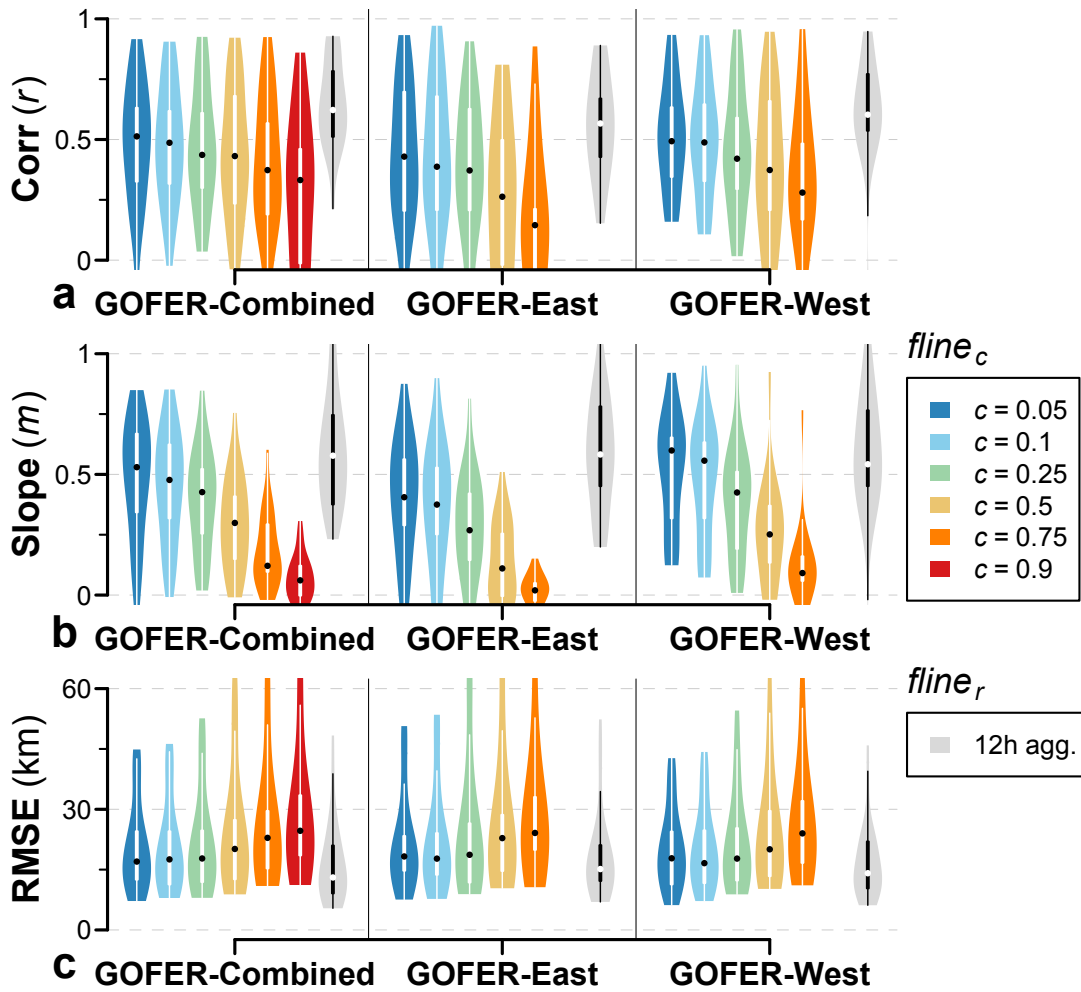 Corr (r)
1
0.5
0
a
GOFER-Combined
GOFER-East
GOFER-West
Slope (m)
1
0.5
0
b
GOFER-Combined
GOFER-East
GOFER-West
RMSE (km)
60
30
0
c
GOFER-Combined
GOFER-East
GOFER-West
fline c
c = 0.05
c = 0.1
c = 0.25
c = 0.5
c = 0.75
c = 0.9
fline r
12h agg.